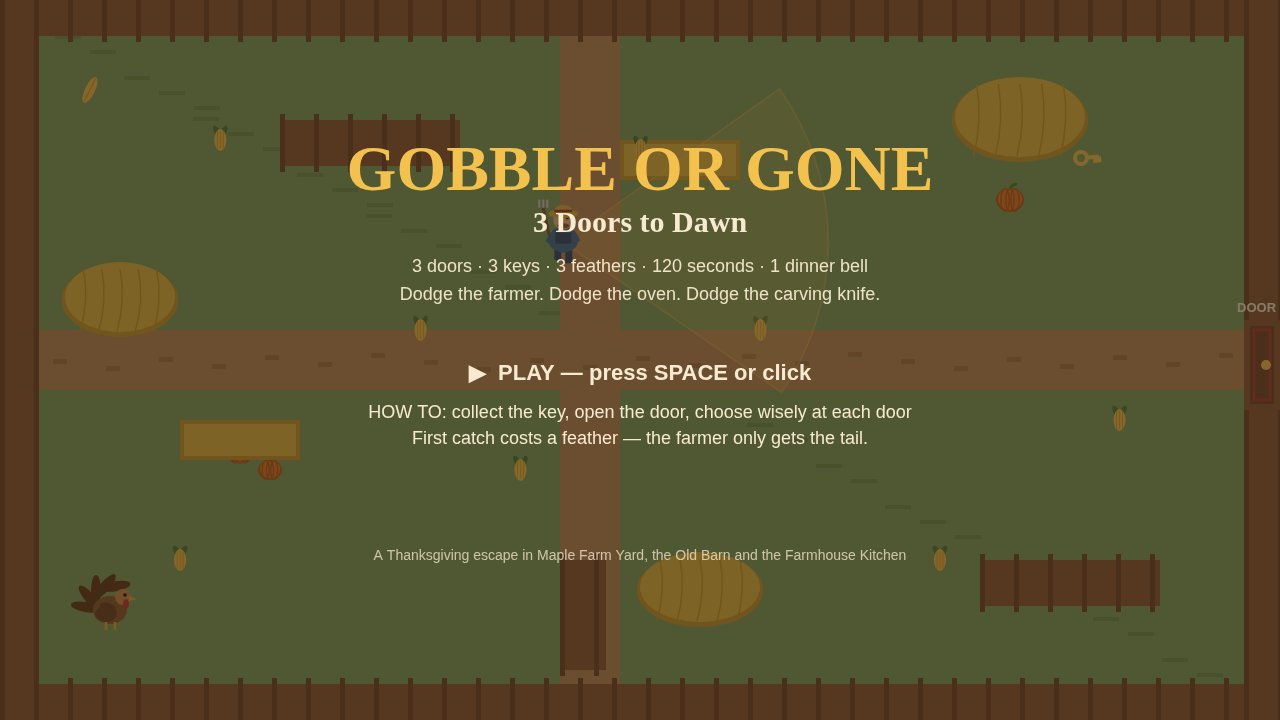 GOBBLE OR GONE
3 Doors to Dawn
3 doors · 3 keys · 3 feathers · 120 seconds · 1 dinner bell
Dodge the farmer. Dodge the oven. Dodge the carving knife.
DOOR
▶ PLAY — press SPACE or click
HOW TO: collect the key, open the door, choose wisely at each door
First catch costs a feather — the farmer only gets the tail.
A Thanksgiving escape in Maple Farm Yard, the Old Barn and the Farmhouse Kitchen